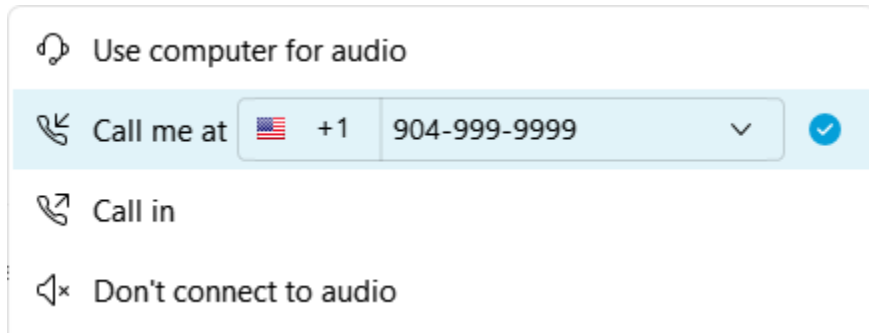 Use computer for audio
Call me at +1 904-999-9999
Call in
Don't connect to audio